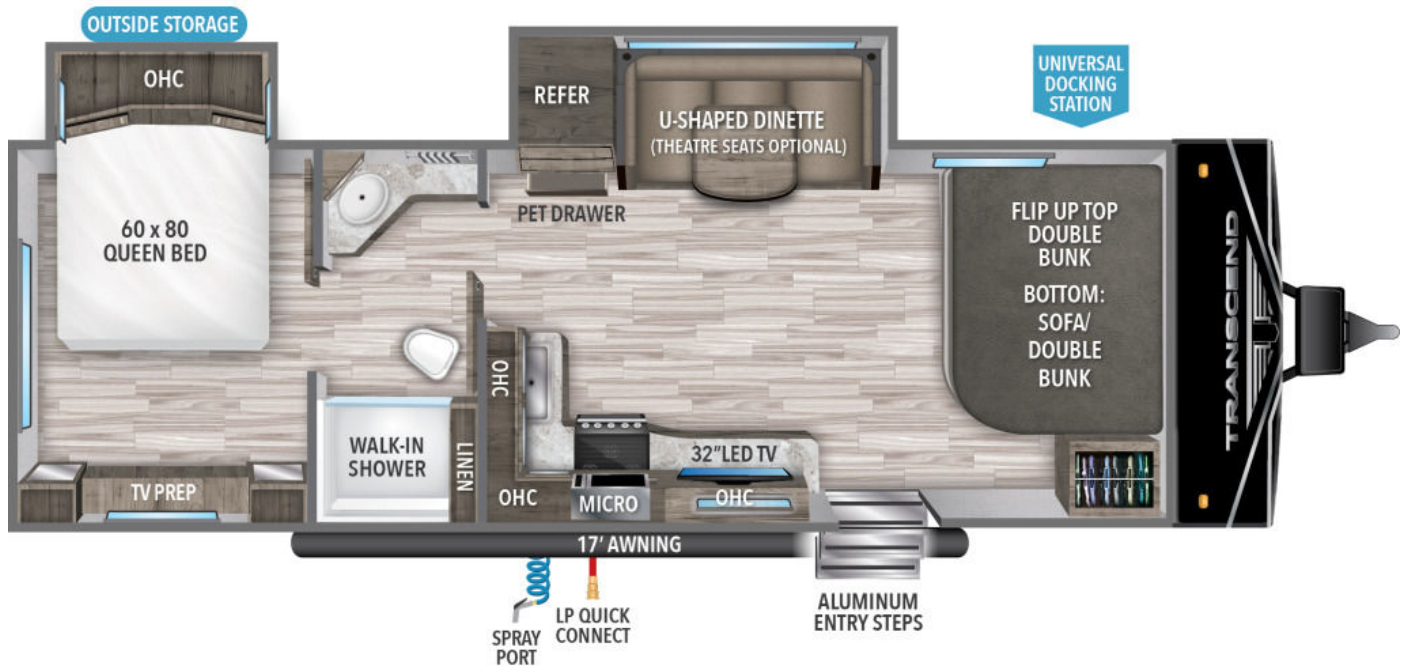 OUTSIDE STORAGE
OHC
60 x 80
QUEEN BED
TV PREP
WALK-IN
SHOWER
LINEN
REFER
PET DRAWER
U-SHAPED DINETTE
(THEATRE SEATS OPTIONAL)
OHC
OHC
MICRO
32"LED TV
OHC
UNIVERSAL
DOCKING
STATION
FLIP UP TOP
DOUBLE
BUNK
BOTTOM:
SOFA/
DOUBLE
BUNK
TRANSCEND
17' AWNING
SPRAY
PORT
LP QUICK
CONNECT
ALUMINUM
ENTRY STEPS